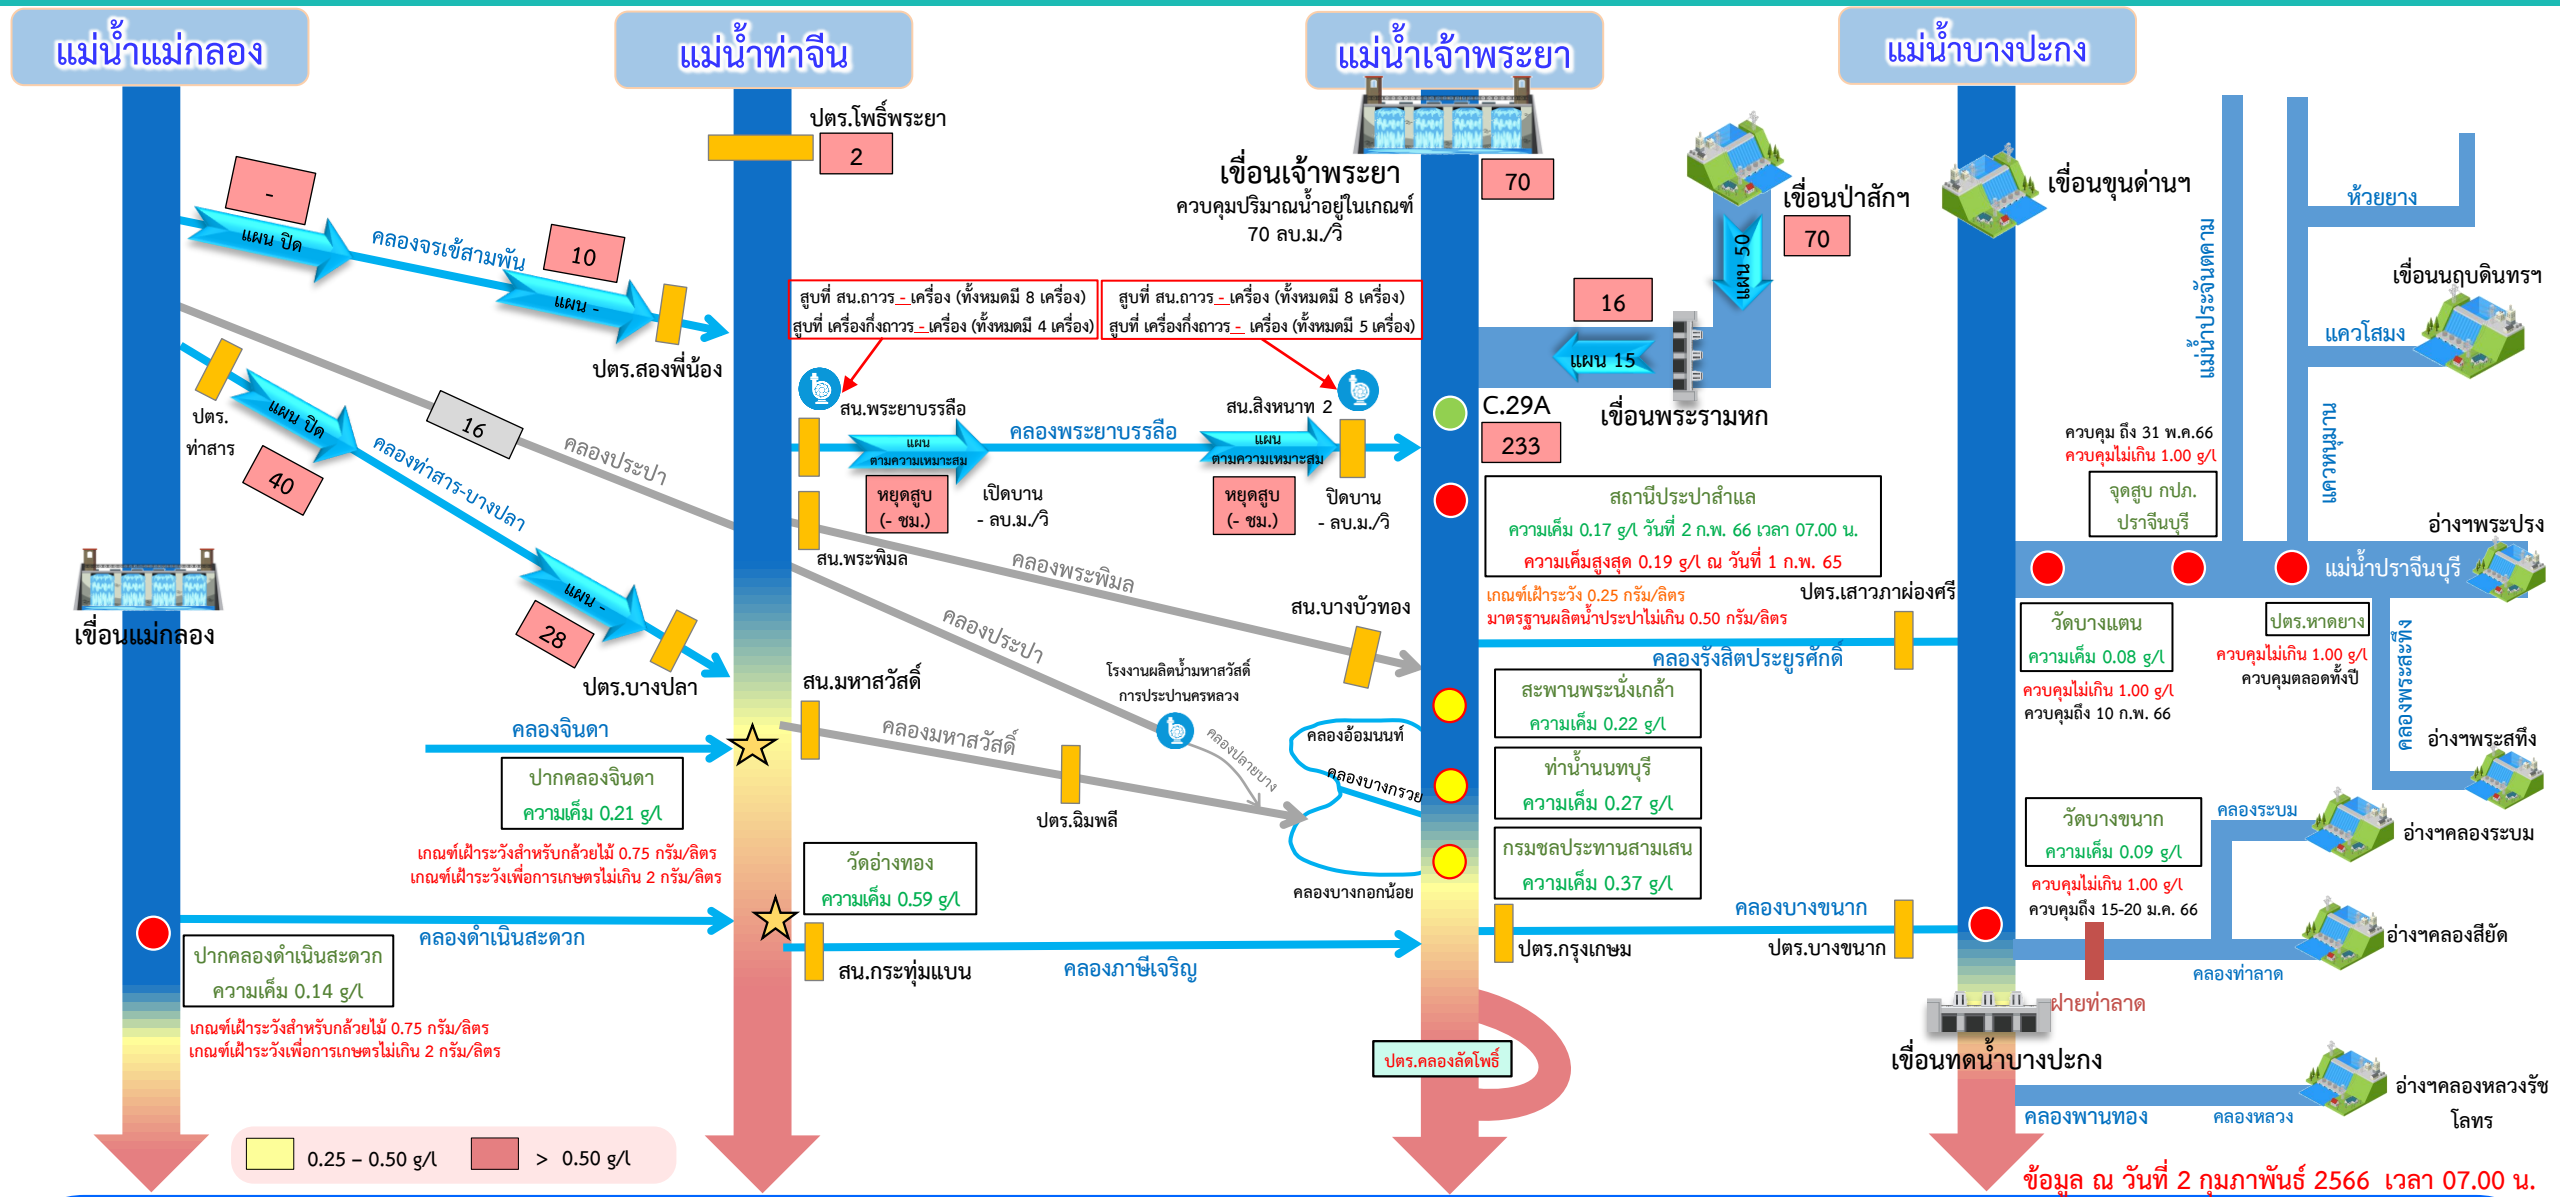 แม่น้ำแม่กลอง
แม่น้ำท่าจีน
แม่น้ำเจ้าพระยา
แม่น้ำบางปะกง
ปตร.โพธิ์พระยา
2
เขื่อนเจ้าพระยา
ควบคุมปริมาณน้ำอยู่ในเกณฑ์
70 ลบ.ม./วิ
70
เขื่อนป่าสักฯ
70
แผน 50
16
แผน 15
เขื่อนพระรามหก
เขื่อนขุนด่านฯ
แม่น้ำประจันตคาม
ห้วยยาง
เขื่อนนฤบดินทรฯ
แควโสมง
แควหนุมาน
-
แผน ปิด
คลองจรเข้สามพัน
10
แผน -
ปตร.สองพี่น้อง
สูบที่ สน.ถาวร - เครื่อง (ทั้งหมดมี 8 เครื่อง)
สูบที่ เครื่องกึ่งถาวร - เครื่อง (ทั้งหมดมี 4 เครื่อง)
สูบที่ สน.ถาวร - เครื่อง (ทั้งหมดมี 8 เครื่อง)
สูบที่ เครื่องกึ่งถาวร - เครื่อง (ทั้งหมดมี 5 เครื่อง)
ปตร.
ท่าสาร
แผน ปิด
40
16
คลองประปา
คลองท่าสาร-บางปลา
แผน -
28
ปตร.บางปลา
สน.พระยาบรรลือ
แผน
ตามความเหมาะสม
คลองพระยาบรรลือ
สน.สิงหนาท 2
แผน
ตามความเหมาะสม
หยุดสูบ
(- ชม.)
เปิดบาน
- ลบ.ม./วิ
หยุดสูบ
(- ชม.)
ปิดบาน
- ลบ.ม./วิ
C.29A
233
สถานีประปาสำแล
ความเค็ม 0.17 g/l วันที่ 2 ก.พ. 66 เวลา 07.00 น.
ความเค็มสูงสุด 0.19 g/l ณ วันที่ 1 ก.พ. 65
เกณฑ์เฝ้าระวัง 0.25 กรัม/ลิตร
มาตรฐานผลิตน้ำประปาไม่เกิน 0.50 กรัม/ลิตร
ปตร.เสาวภาผ่องศรี
คลองรังสิตประยูรศักดิ์
ควบคุม ถึง 31 พ.ค.66
ควบคุมไม่เกิน 1.00 g/l
จุดสูบ กปภ.
ปราจีนบุรี
อ่างฯพระปรง
แม่น้ำปราจีนบุรี
วัดบางแตน
ความเค็ม 0.08 g/l
ควบคุมไม่เกิน 1.00 g/l
ควบคุมถึง 10 ก.พ. 66
ปตร.หาดยาง
ควบคุมไม่เกิน 1.00 g/l
ควบคุมตลอดทั้งปี
คลองพระสะทึง
อ่างฯพระสทึง
เขื่อนแม่กลอง
สน.พระพิมล
คลองพระพิมล
สน.บางบัวทอง
คลองประปา
โรงงานผลิตน้ำมหาสวัสดิ์
การประปานครหลวง
สน.มหาสวัสดิ์
คลองมหาสวัสดิ์
คลองปลายบาง
ปตร.ฉิมพลี
คลองอ้อมนนท์
คลองบางกรวย
คลองบางกอกน้อย
สะพานพระนั่งเกล้า
ความเค็ม 0.22 g/l
ท่าน้ำนนทบุรี
ความเค็ม 0.27 g/l
กรมชลประทานสามเสน
ความเค็ม 0.37 g/l
คลองจินดา
ปากคลองจินดา
ความเค็ม 0.21 g/l
เกณฑ์เฝ้าระวังสำหรับกล้วยไม้ 0.75 กรัม/ลิตร
เกณฑ์เฝ้าระวังเพื่อการเกษตรไม่เกิน 2 กรัม/ลิตร
วัดอ่างทอง
ความเค็ม 0.59 g/l
วัดบางขนาก
ความเค็ม 0.09 g/l
ควบคุมไม่เกิน 1.00 g/l
ควบคุมถึง 15-20 ม.ค. 66
คลองระบม
อ่างฯคลองระบม
อ่างฯคลองสียัด
คลองท่าลาด
ฝายท่าลาด
คลองดำเนินสะดวก
ปากคลองดำเนินสะดวก
ความเค็ม 0.14 g/l
เกณฑ์เฝ้าระวังสำหรับกล้วยไม้ 0.75 กรัม/ลิตร
เกณฑ์เฝ้าระวังเพื่อการเกษตรไม่เกิน 2 กรัม/ลิตร
สน.กระทุ่มแบน
คลองภาษีเจริญ
ปตร.กรุงเกษม
คลองบางขนาก
ปตร.บางขนาก
ปตร.คลองลัดโพธิ์
เขื่อนทดน้ำบางปะกง
คลองพานทอง
คลองหลวง
อ่างฯคลองหลวงรัช
โลทร
0.25 – 0.50 g/l
> 0.50 g/l
ข้อมูล ณ วันที่ 2 กุมภาพันธ์ 2566 เวลา 07.00 น.